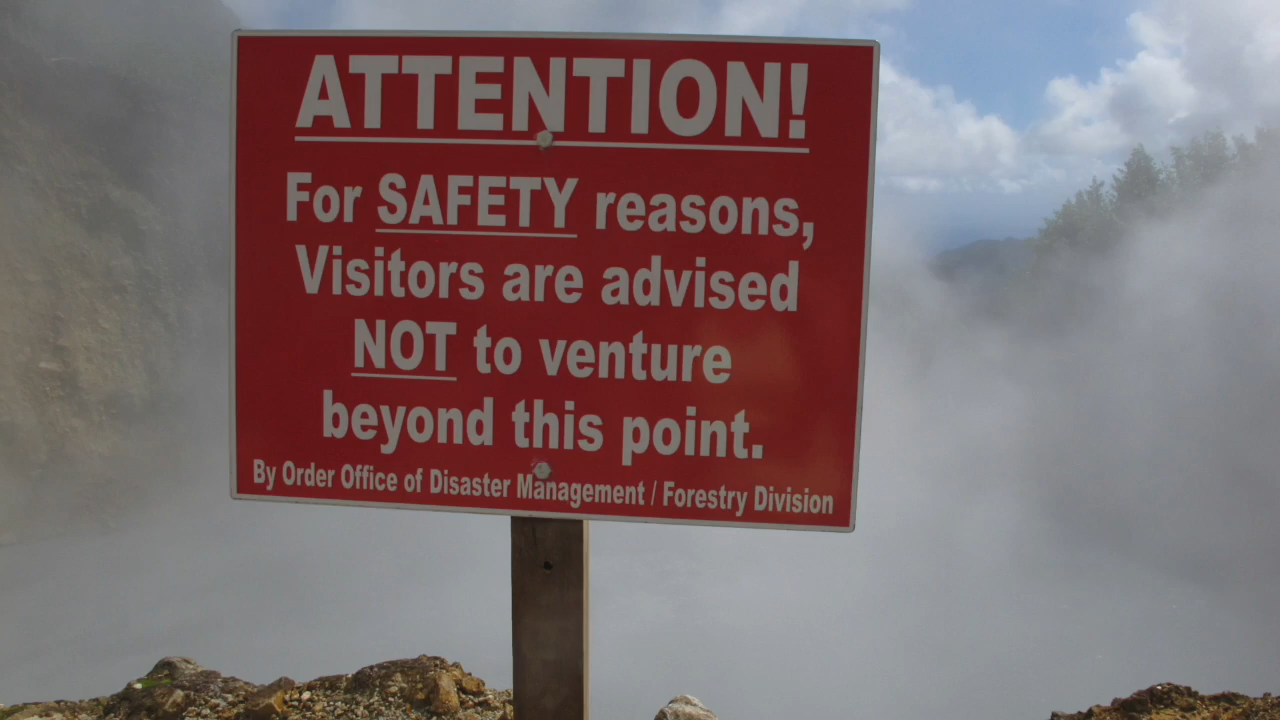 ATTENTION!
For SAFETY reasons,
Visitors are advised
NOT to venture
beyond this point.
By Order Office of Disaster Management / Forestry Division